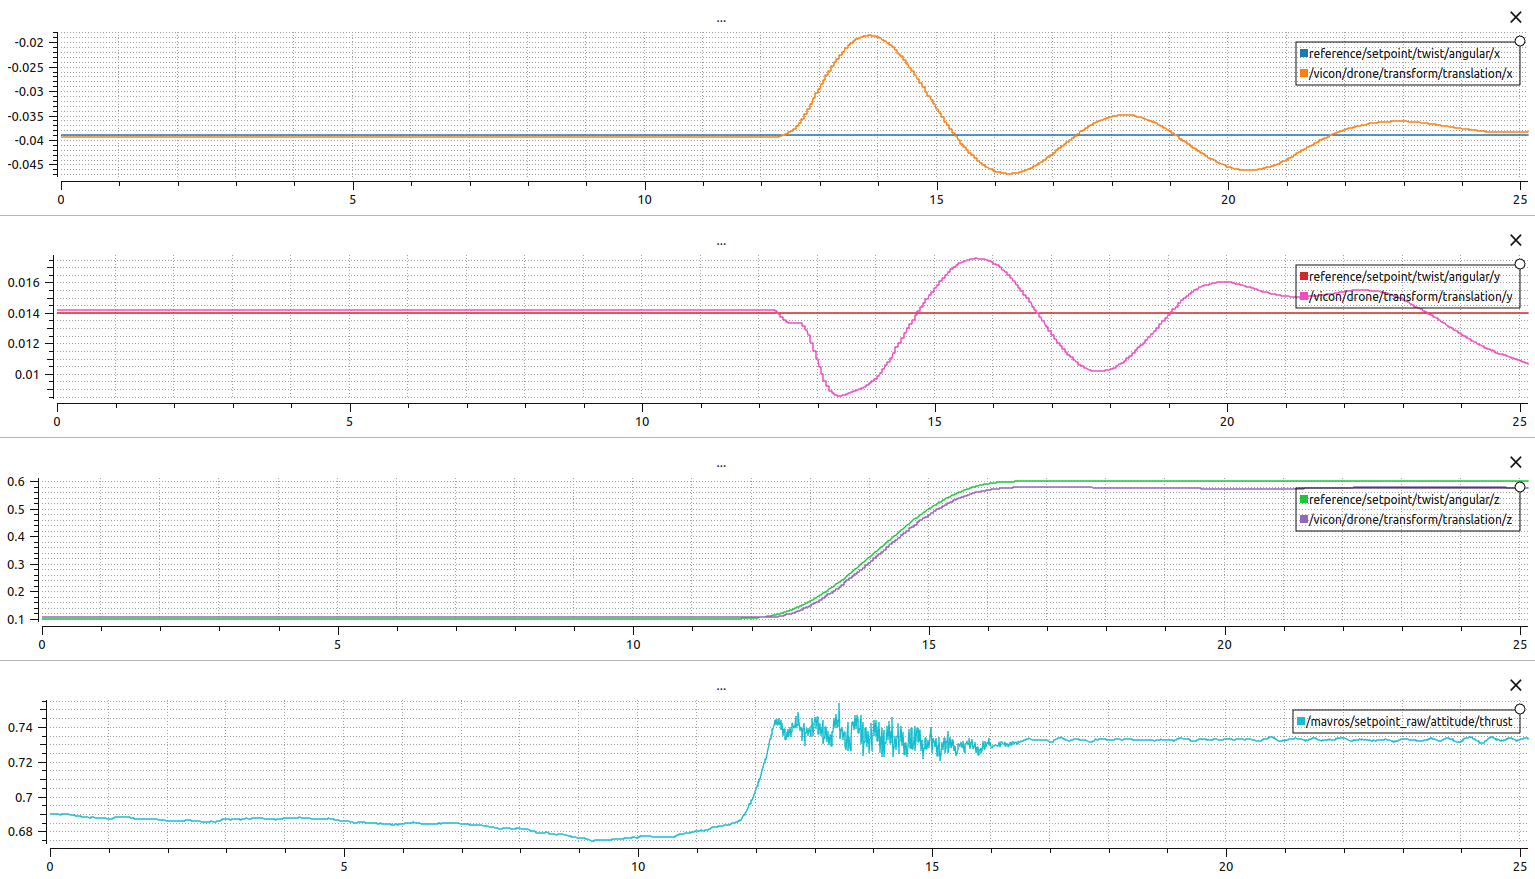 ...
-0.02
reference/setpoint/twist/angular/x
-0.025
/vicon/drone/transform/translation/x
-0.03
-0.035
-0.04
-0.045
0 5 10 15 20 25
...
reference/setpoint/twist/angular/y
0.016
/vicon/drone/transform/translation/y
0.014
0.012
0.01
0 5 10 15 20 25
...
0.6
reference/setpoint/twist/angular/z
0.5
/vicon/drone/transform/translation/z
0.4
0.3
0.2
0.1
0 5 10 15 20 25
...
/mavros/setpoint_raw/attitude/thrust
0.74
0.72
0.7
0.68
0 5 10 15 20 25